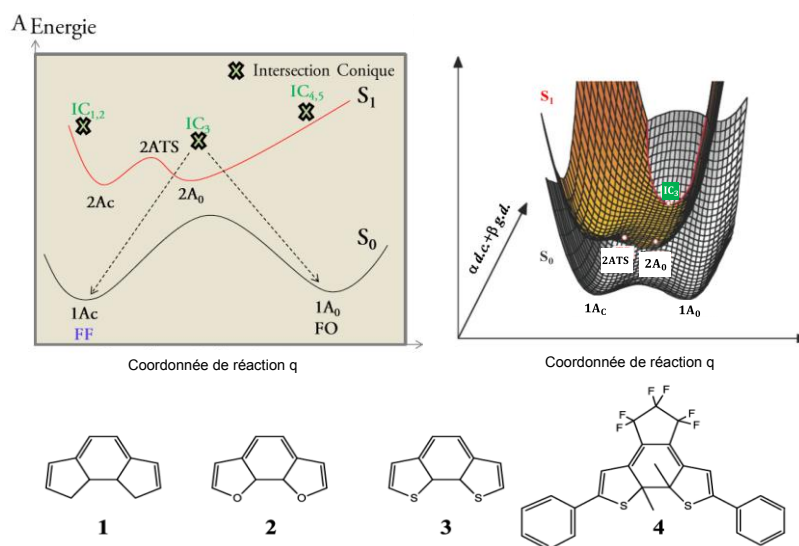 A Energie
Intersection Conique
IC1,2
IC4,5
S1
IC3
2ATS
2Ac
2A0
S0
1Ac
1A0
FF
FO
Coordonnée de réaction q
S1
IC3
α d.c.+β g.d.
S0
2ATS
2A0
1AC
1A0
Coordonnée de réaction q
O O
S S
F F
F F
F F
S S
1 2 3 4